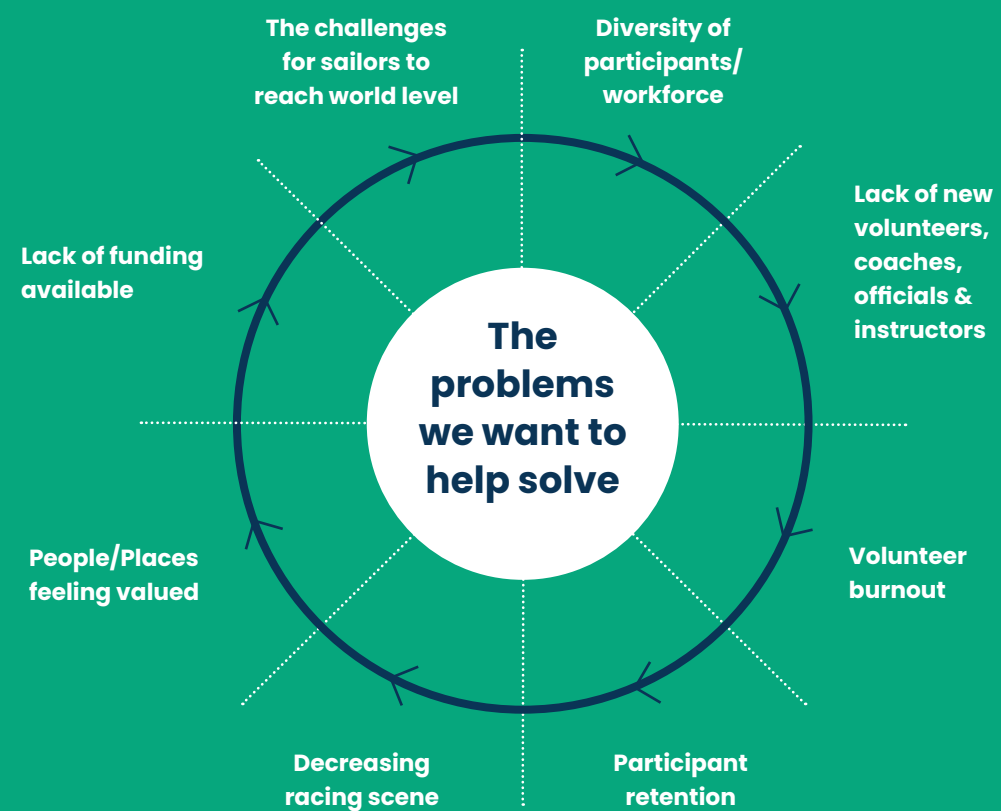 The challenges
for sailors to
reach world level
Diversity of
participants/
workforce
Lack of new
volunteers,
coaches,
officials &
instructors
Volunteer
burnout
Participant
retention
Decreasing
racing scene
People/Places
feeling valued
Lack of funding
available
The
problems
we want to
help solve